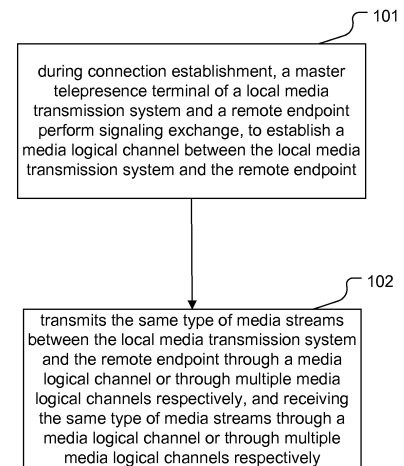 101
during connection establishment, a master
telepresence terminal of a local media
transmission system and a remote endpoint
perform signaling exchange, to establish a
media logical channel between the local media
transmission system and the remote endpoint
102
transmits the same type of media streams
between the local media transmission system
and the remote endpoint through a media
logical channel or through multiple media
logical channels respectively, and receiving
the same type of media streams through a
media logical channel or through multiple
media logical channels respectively